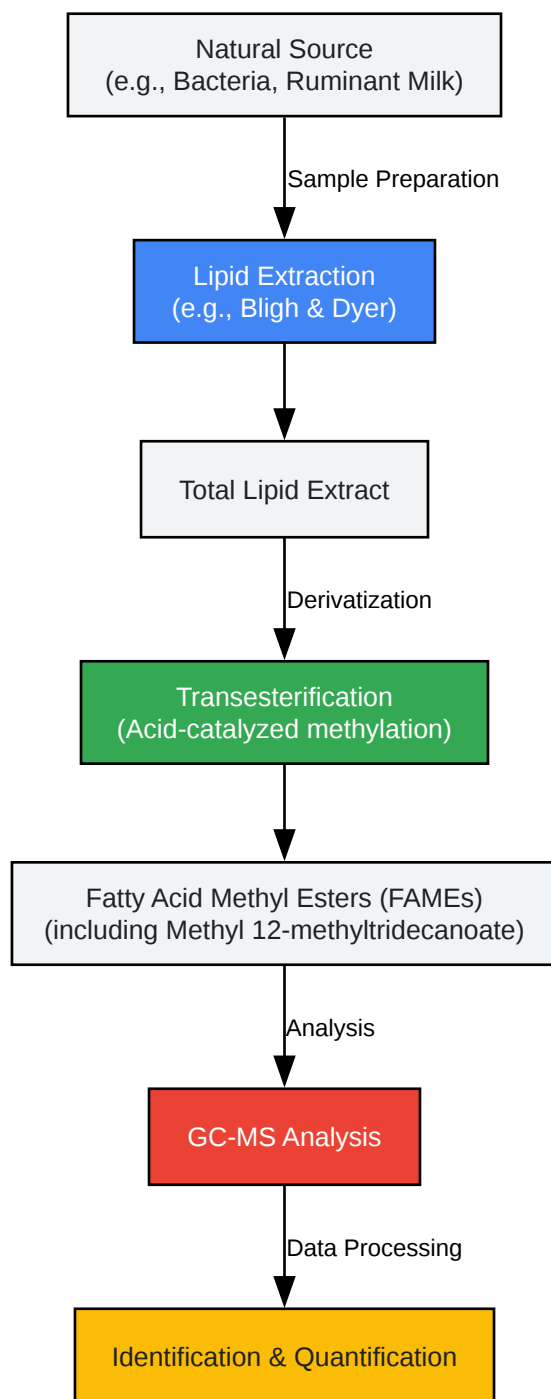 Natural Source
(e.g., Bacteria, Ruminant Milk)
Sample Preparation
Lipid Extraction
(e.g., Bligh & Dyer)
Total Lipid Extract
Derivatization
Transesterification
(Acid-catalyzed methylation)
Fatty Acid Methyl Esters (FAMEs)
(including Methyl 12-methyltridecanoate)
Analysis
GC-MS Analysis
Data Processing
Identification & Quantification